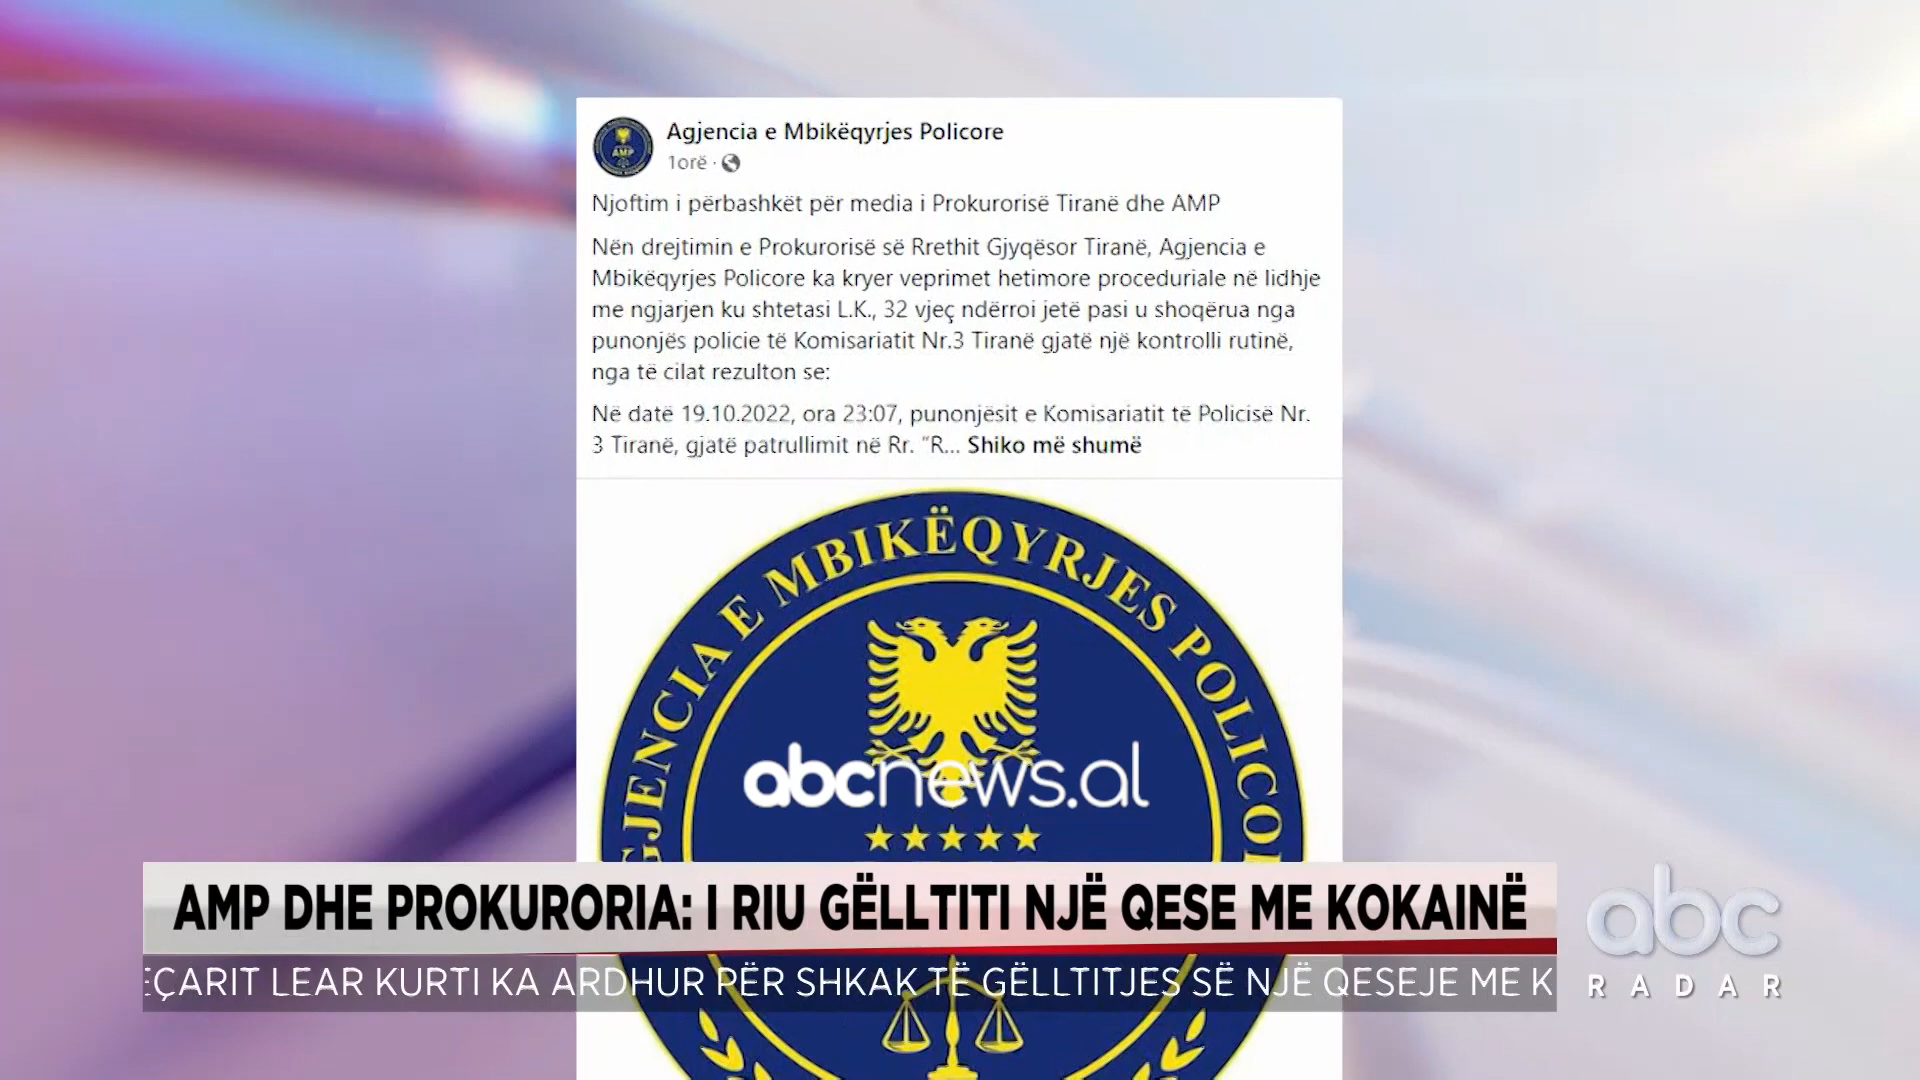 Agjencia e Mbikëqyrjes Policore
1orë ·
Njoftim i përbashkët për media i Prokurorisë Tiranë dhe AMP
Nën drejtimin e Prokurorisë së Rrethit Gjyqësor Tiranë, Agjencia e
Mbikëqyrjes Policore ka kryer veprimet hetimore proceduriale në lidhje
me ngjarjen ku shtetasi L.K., 32 vjeç ndërroi jetë pasi u shoqërua nga
punonjës policie të Komisariatit Nr.3 Tiranë gjatë një kontrolli rutinë,
nga të cilat rezulton se:
Në datë 19.10.2022, ora 23:07, punonjësit e Komisariatit të Policisë Nr.
3 Tiranë, gjatë patrullimit në Rr. “R... Shiko më shumë
GJENCIA E MBIKËQYRJES POLICOR
abcnews.al
AMP DHE PROKURORIA: I RIU GËLLTITI NJË QESE ME KOKAINË
EÇARIT LEAR KURTI KA ARDHUR PËR SHKAK TË GËLLTITJES SË NJË QESEJE ME K
abc
RADAR